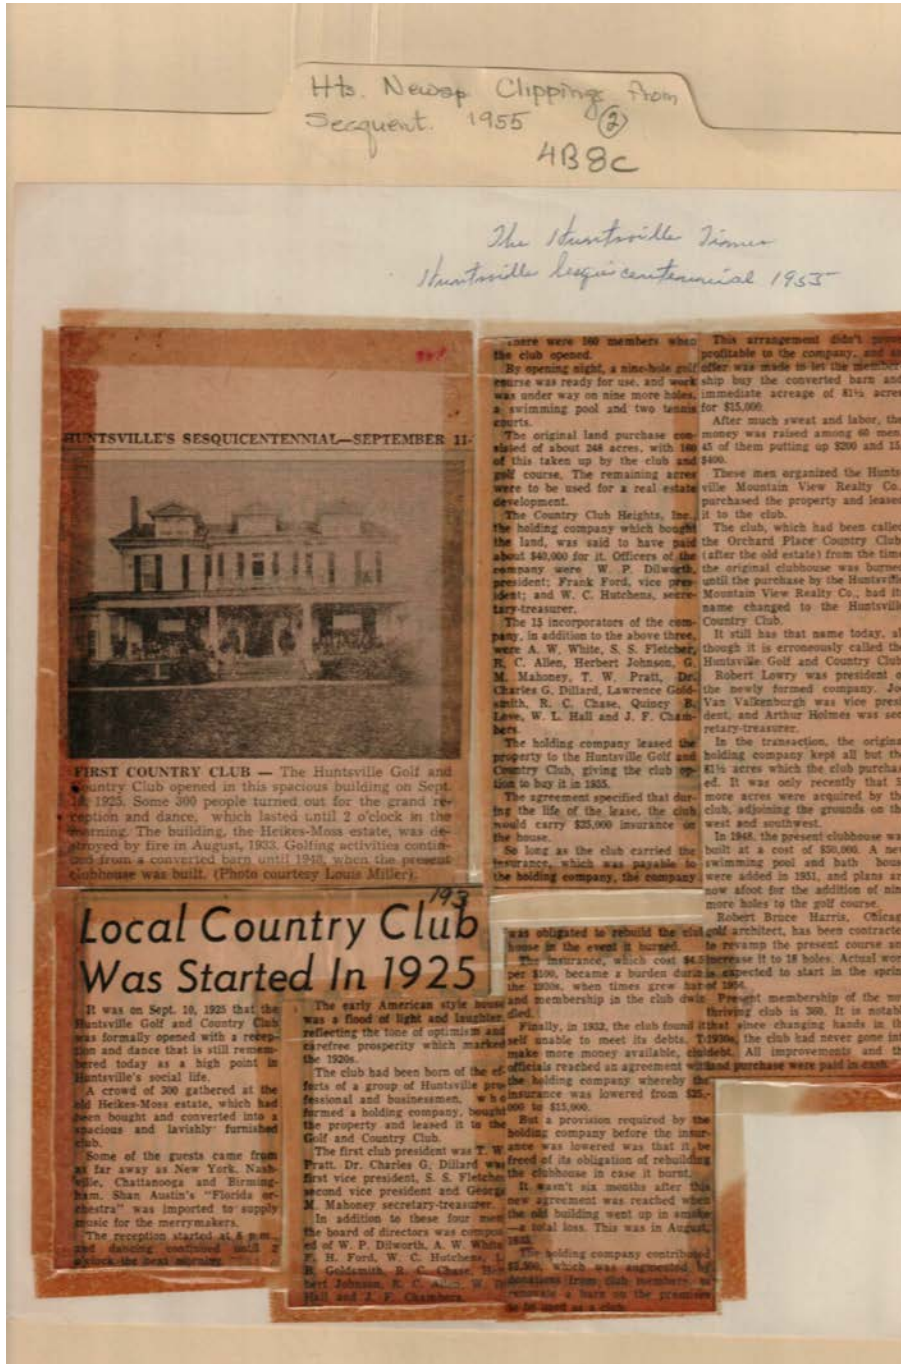 Hts. Newsp Clippings from
Sesquent. 1955 ②
4B8C
The Huntsville Times
Huntsville Sesquicentennial 1955
HUNTSVILLE'S SESQUICENTENNIAL—SEPTEMBER 11-
FIRST COUNTRY CLUB — The Huntsville Golf and
Country Club opened in this spacious building on Sept.
10, 1925. Some 300 people turned out for the grand re-
ception and dance, which lasted until 2 o'clock in the
morning. The building, the Heikes-Moss estate, was de-
stroyed by fire in August, 1933. Golfing activities contin-
ued from a converted barn until 1948, when the present
clubhouse was built. (Photo courtesy Louis Miller).
193
Local Country Club
Was Started In 1925
It was on Sept. 10, 1925 that the
Huntsville Golf and Country Club
was formally opened with a recep-
tion and dance that is still remem-
bered today as a high point in
Huntsville's social life.
A crowd of 300 gathered at the
old Heikes-Moss estate, which had
been bought and converted into a
spacious and lavishly furnished
club.
Some of the guests came from
as far away as New York, Nash-
ville, Chattanooga and Birming-
ham. Shan Austin's "Florida or-
chestra" was imported to supply
music for the merrymakers.
The reception started at 8 p.m.,
and dancing continued until 2
o'clock the next morning.
The early American style house
was a flood of light and laughter
reflecting the tone of optimism and
carefree prosperity which marked
the 1920s.
The club had been born of the ef-
forts of a group of Huntsville pro-
fessional and businessmen, who
formed a holding company, bought
the property and leased it to the
Golf and Country Club.
The first club president was T. W.
Pratt. Dr. Charles G. Dillard was
first vice president, S. S. Fletcher
second vice president and George
M. Mahoney secretary-treasurer.
In addition to these four men
the board of directors was compos-
ed of W. P. Dilworth, A. W. White
F. H. Ford, W. C. Hutchens, L.
B. Goldsmith, R. C. Chase, Her-
bert Johnson, R. C. Allen, W. L.
Hall and J. F. Chambers.
There were 160 members when
the club opened.
By opening night, a nine-hole golf
course was ready for use, and work
was under way on nine more holes,
a swimming pool and two tennis
courts.
The original land purchase con-
sisted of about 248 acres, with 160
of this taken up by the club and
golf course. The remaining acres
were to be used for a real estate
development.
The Country Club Heights, Inc.,
the holding company which bought
the land, was said to have paid
about $40,000 for it. Officers of the
company were W. P. Dilworth,
president; Frank Ford, vice pres-
ident; and W. C. Hutchens, secre-
tary-treasurer.
The 15 incorporators of the com-
pany, in addition to the above three,
were A. W. White, S. S. Fletcher,
R. C. Allen, Herbert Johnson, G.
M. Mahoney, T. W. Pratt, Dr.
Charles G. Dillard, Lawrence Gold-
smith, R. C. Chase, Quincy B.
Love, W. L. Hall and J. F. Cham-
bers.
The holding company leased the
property to the Huntsville Golf and
Country Club, giving the club op-
tion to buy it in 1955.
The agreement specified that dur-
ing the life of the lease, the club
would carry $25,000 insurance on
the house.
So long as the club carried the
insurance, which was payable to
the holding company, the company
was obligated to rebuild the club
house in the event it burned.
The insurance, which cost $4.5
per $100, became a burden durin
the 1930s, when times grew har
and membership in the club dwin-
dled.
Finally, in 1932, the club found it
self unable to meet its debts. T
make more money available, clu
officials reached an agreement with
the holding company whereby the
insurance was lowered from $25,-
000 to $15,000.
But a provision required by the
holding company before the insur-
ance was lowered was that it be
freed of its obligation of rebuilding
the clubhouse in case it burned.
It wasn't six months after this
new agreement was reached when
the old building went up in smoke
—a total loss. This was in August,
1933.
The holding company contributed
$2,500, which was augmented by
donations from club members, to
renovate a barn on the premises
to be used as a club.
This arrangement didn't prove
profitable to the company, and an
offer was made to let the member
ship buy the converted barn and
immediate acreage of 81½ acres
for $15,000.
After much sweat and labor, the
money was raised among 60 men,
45 of them putting up $200 and 15
$400.
These men organized the Hunts-
ville Mountain View Realty Co.,
purchased the property and leased
it to the club.
The club, which had been called
the Orchard Place Country Club
(after the old estate) from the time
the original clubhouse was burned
until the purchase by the Huntsville
Mountain View Realty Co., had its
name changed to the Huntsville
Country Club.
It still has that name today, al
though it is erroneously called the
Huntsville Golf and Country Club
Robert Lowry was president o
the newly formed company. Joe
Van Valkenburgh was vice presi
dent, and Arthur Holmes was sec
retary-treasurer.
In the transaction, the original
holding company kept all but th
81½ acres which the club purchas
ed. It was only recently that
more acres were acquired by th
club, adjoining the grounds on th
west and southwest.
In 1948, the present clubhouse wa
built at a cost of $50,000. A new
swimming pool and bath hous
were added in 1951, and plans ar
now afoot for the addition of nin
more holes to the golf course.
Robert Bruce Harris, Chicag
golf architect, has been contracte
to revamp the present course an
increase it to 18 holes. Actual wor
is expected to start in the sprin
of 1956.
Present membership of the now
thriving club is 360. It is notabl
that since changing hands in th
1930s, the club had never gone int
debt. All improvements and th
land purchase were paid in cash.